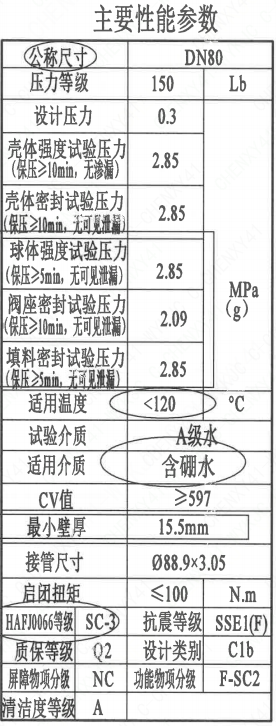 主要性能参数
公称尺寸 DN80
压力等级 150 Lb
设计压力 0.3
壳体强度试验压力
(保压≥10min, 无渗漏) 2.85
壳体密封试验压力
(保压≥10min, 无可见泄漏) 2.85
球体强度试验压力
(保压≥5min, 无可见泄漏) 2.85
MPa
(g)
阀座密封试验压力
(保压≥10min, 无可见泄漏) 2.09
填料密封试验压力
(保压≥5min, 无可见泄漏) 2.85
适用温度 <120 °C
试验介质 A级水
适用介质 含硼水
CV值 ≥597
最小壁厚 15.5mm
接管尺寸 Ø88.9×3.05
启闭扭矩 ≤100 N.m
HAFJ0066等级 SC-3 抗震等级 SSE1(F)
质保等级 Q2 设计类别 C1b
屏障物项分级 NC 功能物项分级 F-SC2
清洁度等级 A